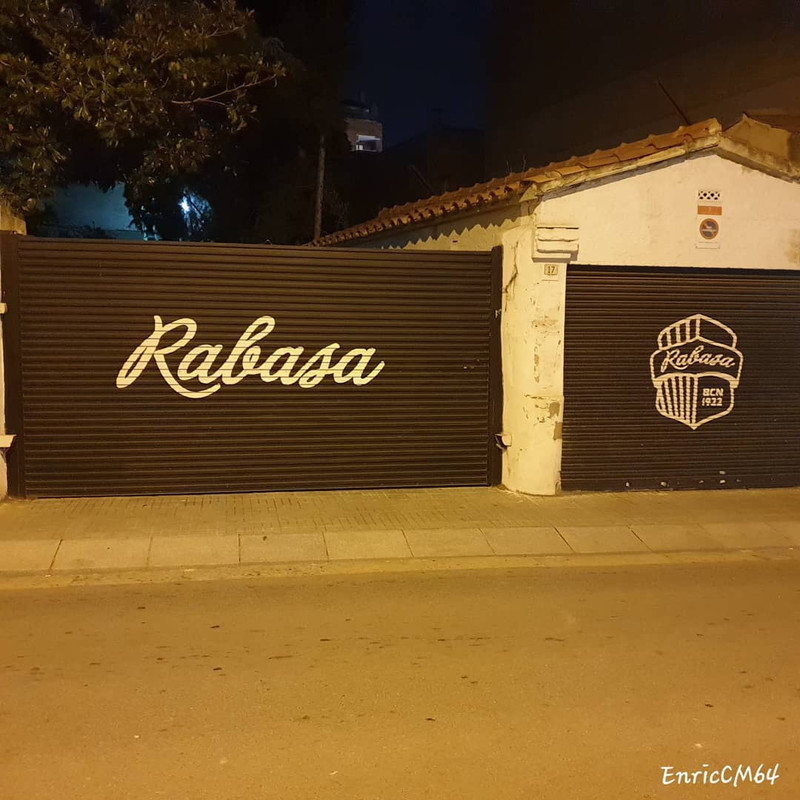 Rabasa
17
Rabasa
BCN
1922
EnricCM64